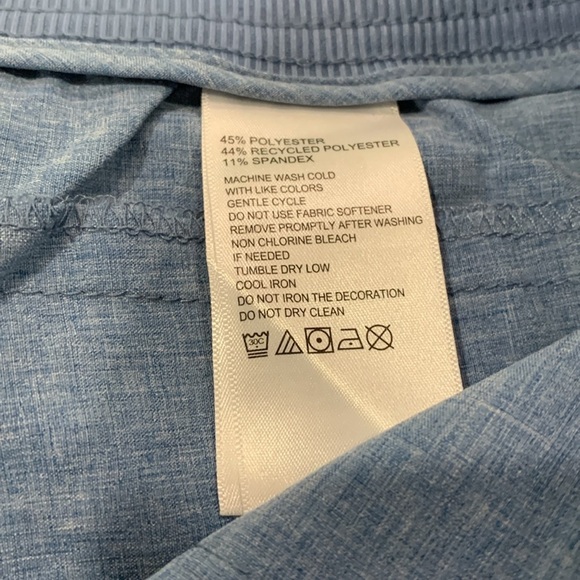 45% POLYESTER
44% RECYCLED POLYESTER
11% SPANDEX
MACHINE WASH COLD
WITH LIKE COLORS
GENTLE CYCLE
DO NOT USE FABRIC SOFTENER
REMOVE PROMPTLY AFTER WASHING
NON CHLORINE BLEACH
IF NEEDED
TUMBLE DRY LOW
COOL IRON
DO NOT IRON THE DECORATION
DO NOT DRY CLEAN
30C